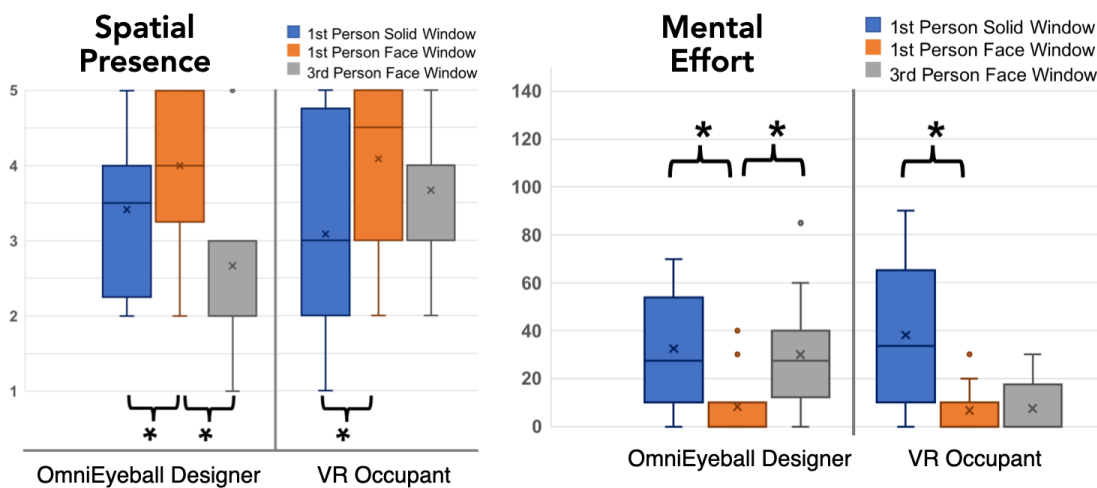 Spatial
Presence
1st Person Solid Window
1st Person Face Window
3rd Person Face Window
5
4
3
2
1
*
*
*
OmniEyeball Designer
VR Occupant
Mental
Effort
1st Person Solid Window
1st Person Face Window
3rd Person Face Window
140
120
100
80
60
40
20
0
*
*
*
OmniEyeball Designer
VR Occupant